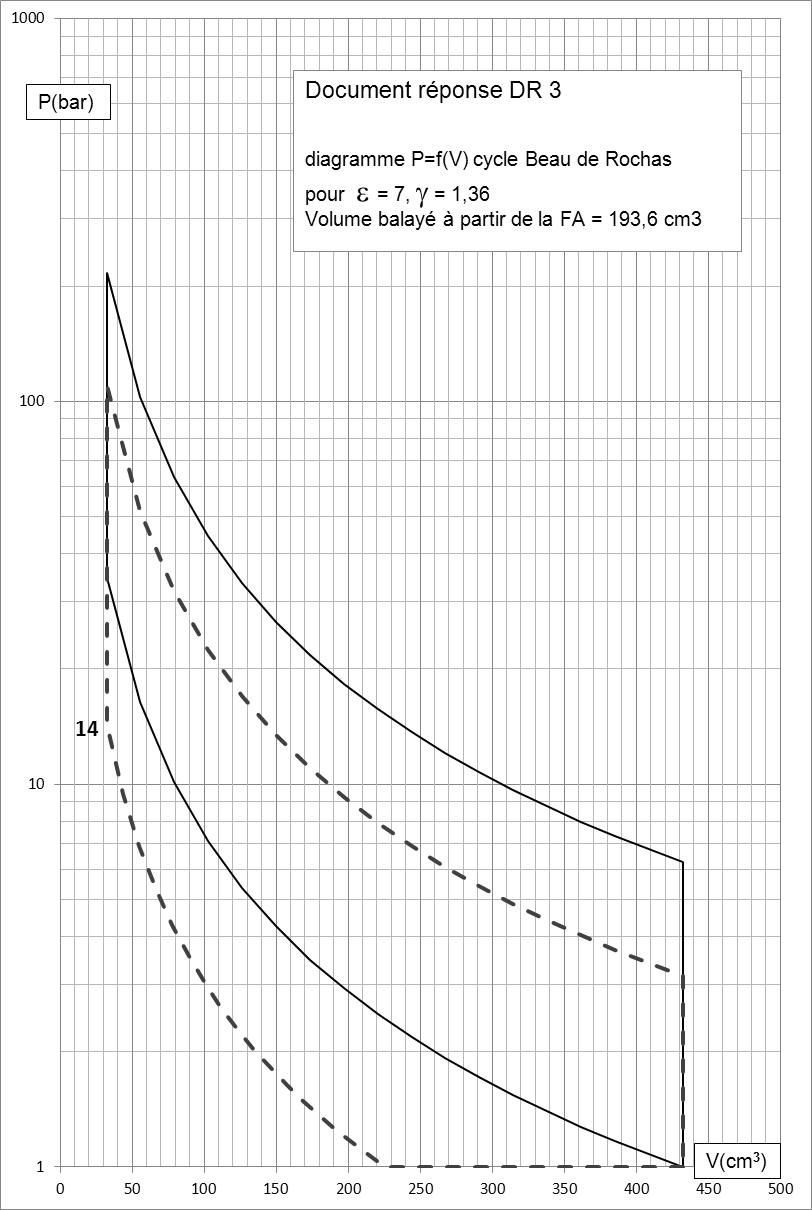 1000
P(bar)
Document réponse DR 3
diagramme P=f(V) cycle Beau de Rochas
pour ε = 7, γ = 1,36
Volume balayé à partir de la FA = 193,6 cm3
100
14
10
1
V(cm³)
0 50 100 150 200 250 300 350 400 450 500